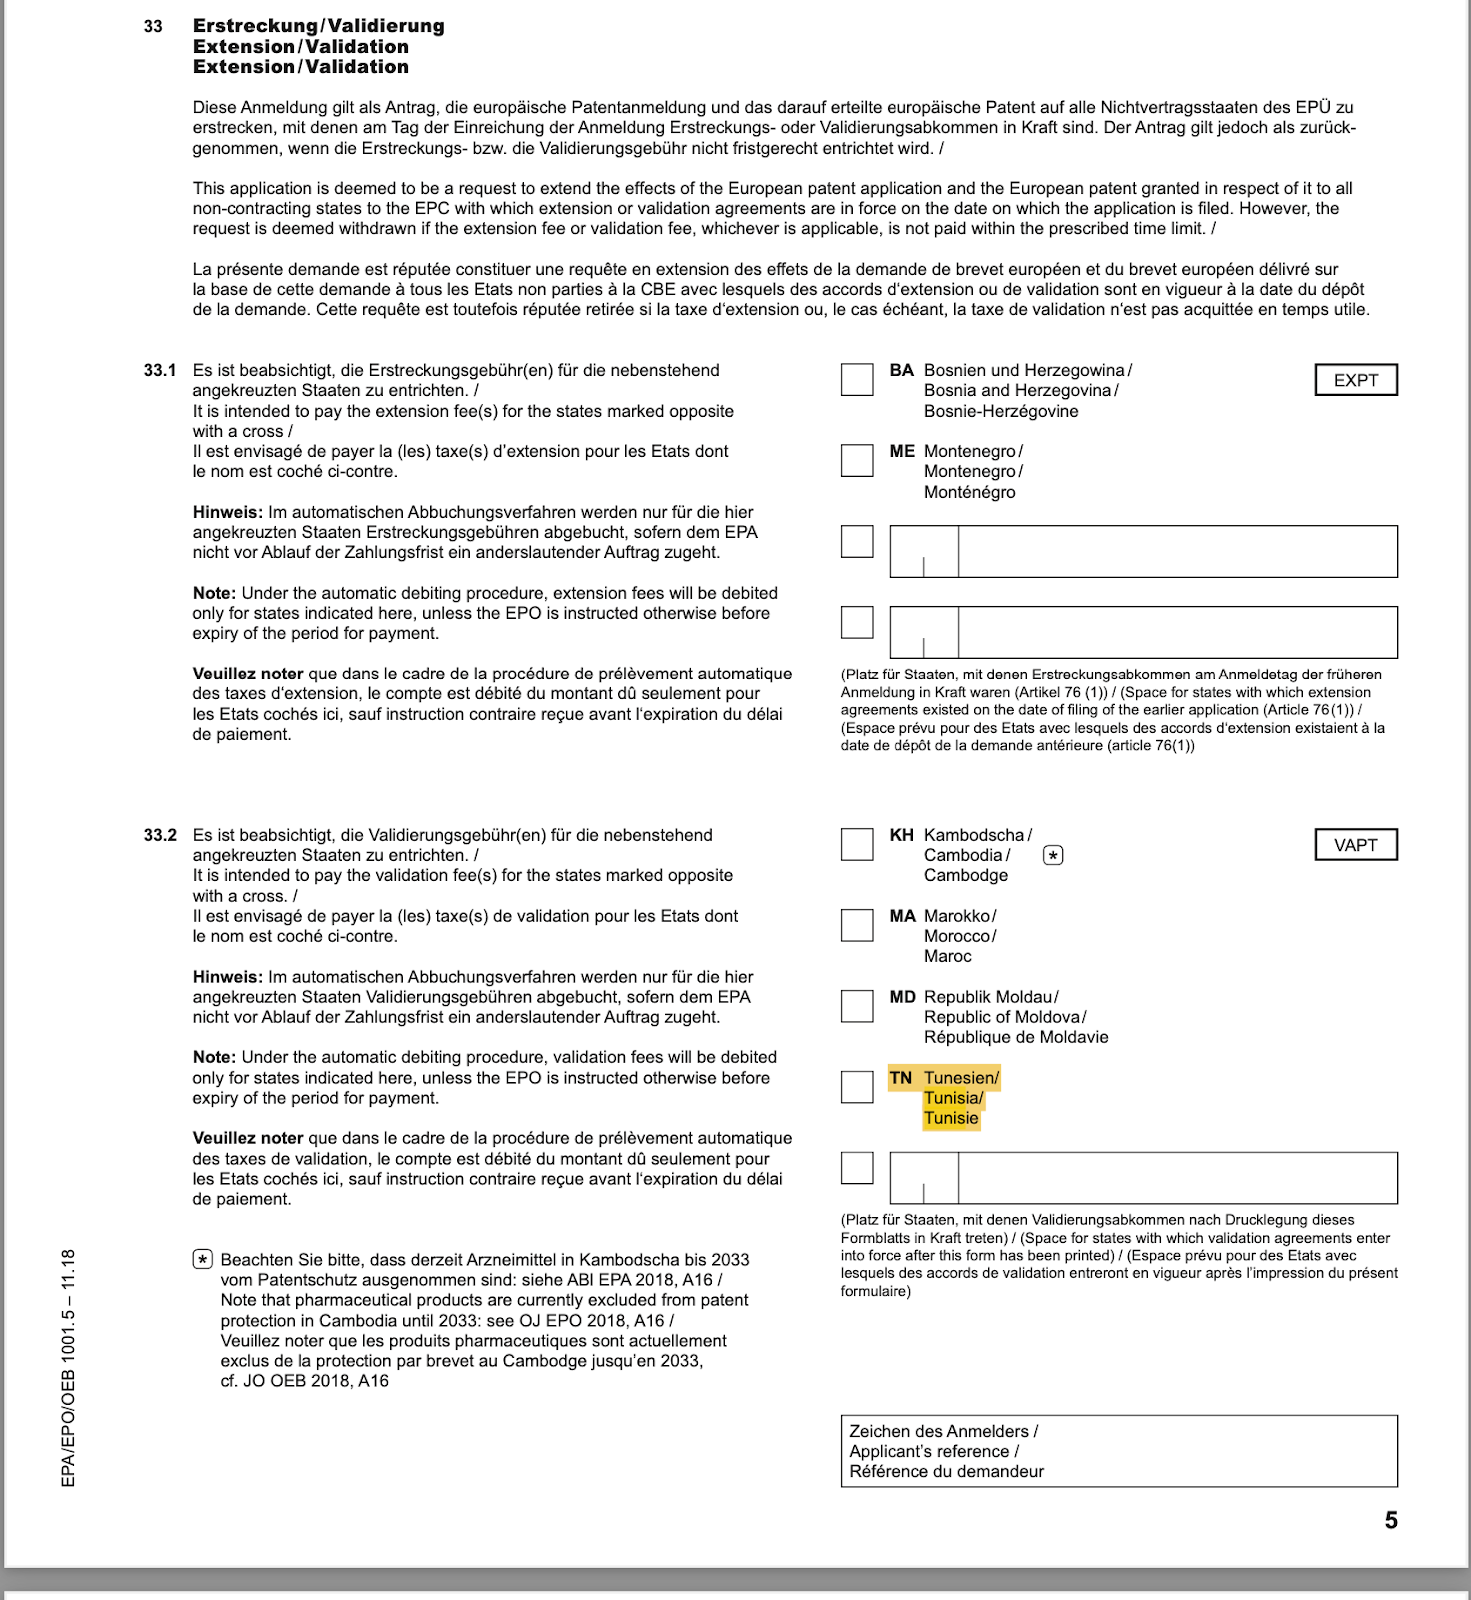 33 Erstreckung/Validierung
Extension/Validation
Extension/Validation
Diese Anmeldung gilt als Antrag, die europäische Patentanmeldung und das darauf erteilte europäische Patent auf alle Nichtvertragsstaaten des EPÜ zu
erstrecken, mit denen am Tag der Einreichung der Anmeldung Erstreckungs- oder Validierungsabkommen in Kraft sind. Der Antrag gilt jedoch als zurück-
genommen, wenn die Erstreckungs- bzw. die Validierungsgebühr nicht fristgerecht entrichtet wird. /
This application is deemed to be a request to extend the effects of the European patent application and the European patent granted in respect of it to all
non-contracting states to the EPC with which extension or validation agreements are in force on the date on which the application is filed. However, the
request is deemed withdrawn if the extension fee or validation fee, whichever is applicable, is not paid within the prescribed time limit. /
La présente demande est réputée constituer une requête en extension des effets de la demande de brevet européen et du brevet européen délivré sur
la base de cette demande à tous les Etats non parties à la CBE avec lesquels des accords d'extension ou de validation sont en vigueur à la date du dépôt
de la demande. Cette requête est toutefois réputée retirée si la taxe d'extension ou, le cas échéant, la taxe de validation n'est pas acquittée en temps utile.
33.1 Es ist beabsichtigt, die Erstreckungsgebühr(en) für die nebenstehend
angekreuzten Staaten zu entrichten. /
It is intended to pay the extension fee(s) for the states marked opposite
with a cross /
Il est envisagé de payer la (les) taxe(s) d'extension pour les Etats dont
le nom est coché ci-contre.
Hinweis: Im automatischen Abbuchungsverfahren werden nur für die hier
angekreuzten Staaten Erstreckungsgebühren abgebucht, sofern dem EPA
nicht vor Ablauf der Zahlungsfrist ein anderslautender Auftrag zugeht.
Note: Under the automatic debiting procedure, extension fees will be debited
only for states indicated here, unless the EPO is instructed otherwise before
expiry of the period for payment.
Veuillez noter que dans le cadre de la procédure de prélèvement automatique
des taxes d'extension, le compte est débité du montant dû seulement pour
les Etats cochés ici, sauf instruction contraire reçue avant l'expiration du délai
de paiement.
BA Bosnien und Herzegowina/
Bosnia and Herzegovina/
Bosnie-Herzégovine
EXPT
ME Montenegro/
Montenegro/
Monténégro
(Platz für Staaten, mit denen Erstreckungsabkommen am Anmeldetag der früheren
Anmeldung in Kraft waren (Artikel 76 (1)) / (Space for states with which extension
agreements existed on the date of filing of the earlier application (Article 76(1)) /
(Espace prévu pour des Etats avec lesquels des accords d'extension existaient à la
date de dépôt de la demande antérieure (article 76(1))
33.2 Es ist beabsichtigt, die Validierungsgebühr(en) für die nebenstehend
angekreuzten Staaten zu entrichten. /
It is intended to pay the validation fee(s) for the states marked opposite
with a cross. /
Il est envisagé de payer la (les) taxe(s) de validation pour les Etats dont
le nom est coché ci-contre.
Hinweis: Im automatischen Abbuchungsverfahren werden nur für die hier
angekreuzten Staaten Validierungsgebühren abgebucht, sofern dem EPA
nicht vor Ablauf der Zahlungsfrist ein anderslautender Auftrag zugeht.
Note: Under the automatic debiting procedure, validation fees will be debited
only for states indicated here, unless the EPO is instructed otherwise before
expiry of the period for payment.
Veuillez noter que dans le cadre de la procédure de prélèvement automatique
des taxes de validation, le compte est débité du montant dû seulement pour
les Etats cochés ici, sauf instruction contraire reçue avant l'expiration du délai
de paiement.
* Beachten Sie bitte, dass derzeit Arzneimittel in Kambodscha bis 2033
vom Patentschutz ausgenommen sind: siehe ABl EPA 2018, A16 /
Note that pharmaceutical products are currently excluded from patent
protection in Cambodia until 2033: see OJ EPO 2018, A16 /
Veuillez noter que les produits pharmaceutiques sont actuellement
exclus de la protection par brevet au Cambodge jusqu'en 2033,
cf. JO OEB 2018, A16
KH Kambodscha/
Cambodia/ *
Cambodge
VAPT
MA Marokko/
Morocco/
Maroc
MD Republik Moldau/
Republic of Moldova/
République de Moldavie
TN Tunesien/
Tunisia/
Tunisie
(Platz für Staaten, mit denen Validierungsabkommen nach Drucklegung dieses
Formblatts in Kraft treten) / (Space for states with which validation agreements enter
into force after this form has been printed) / (Espace prévu pour des Etats avec
lesquels des accords de validation entreront en vigueur après l'impression du présent
formulaire)
Zeichen des Anmelders /
Applicant's reference /
Référence du demandeur
EPA/EPO/OEB 1001.5 – 11.18
5